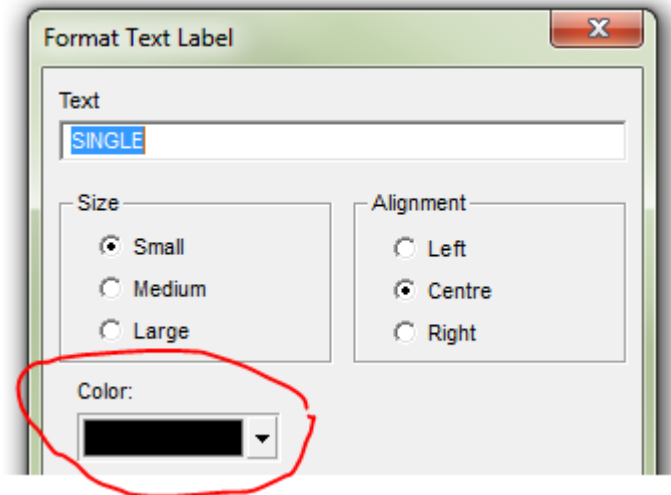 Format Text Label
Text
SINGLE
Size
Small
Medium
Large
Alignment
Left
Centre
Right
Color: